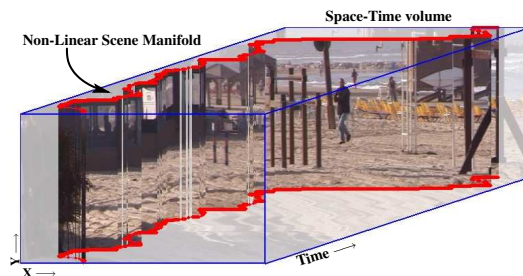 Space-Time volume
Non-Linear Scene Manifold
Y →
X →
Time →